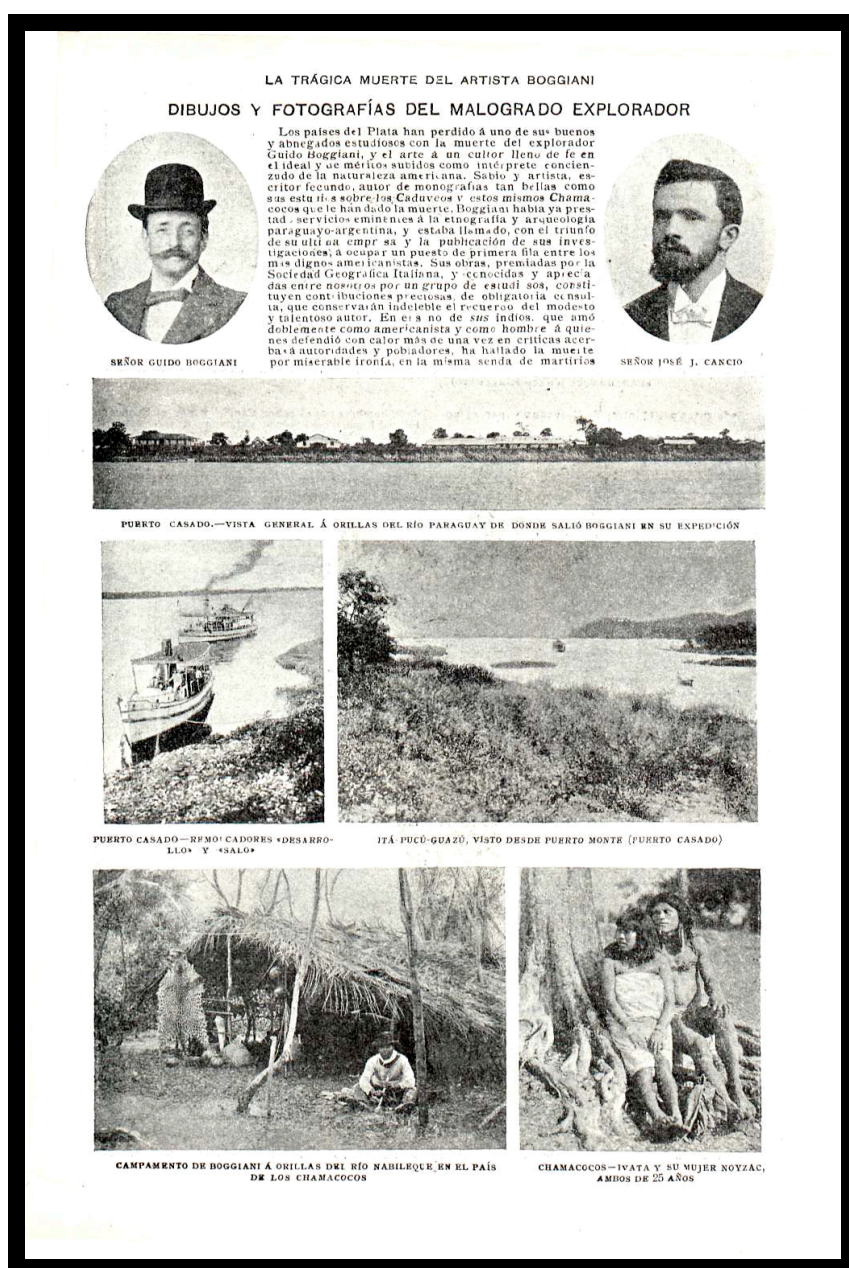 LA TRÁGICA MUERTE DEL ARTISTA BOGGIANI
DIBUJOS Y FOTOGRAFÍAS DEL MALOGRADO EXPLORADOR
Los países del Plata han perdido á uno de sus buenos
y abnegados estudiosos con la muerte del explorador
Guido Boggiani, y el arte á un cultor lleno de fe en
el ideal y de méritos subidos como intérprete concien-
zudo de la naturaleza americana. Sabio y artista, es-
critor fecundo, autor de monografías tan bellas como
sus estudios sobre los Caduveos y estos mismos Chama-
cocos que le han dado la muerte, Boggiani había ya pres-
tado servicios eminentes á la etnografía y arqueología
paraguayo-argentina, y estaba llamado, con el triunfo
de su última empresa y la publicación de sus inves-
tigaciones, á ocupar un puesto de primera fila entre los
más dignos americanistas. Sus obras, premiadas por la
Sociedad Geográfica Italiana, y conocidas y aprecia
das entre nosotros por un grupo de estudiosos, consti-
tuyen contribuciones preciosas, de obligatoria consul-
ta, que conservarán indeleble el recuerdo del modesto
y talentoso autor. En el seno de sus indios, que amó
doblemente como americanista y como hombre á quie-
nes defendió con calor más de una vez en críticas acer-
bas á autoridades y pobladores, ha hallado la muerte
por miserable ironía, en la misma senda de martirios
SEÑOR GUIDO BOGGIANI
SEÑOR JOSÉ J. CANCIO
PUERTO CASADO.—VISTA GENERAL Á ORILLAS DEL RÍO PARAGUAY DE DONDE SALIÓ BOGGIANI EN SU EXPEDICIÓN
PUERTO CASADO—REMOLCADORES «DESARRO-
LLO» Y «SALO»
ITÁ PUCÚ-GUAZÚ, VISTO DESDE PUERTO MONTE (PUERTO CASADO)
CAMPAMENTO DE BOGGIANI Á ORILLAS DEL RÍO NABILEQUE EN EL PAÍS
DE LOS CHAMACOCOS
CHAMACOCOS—IVATA Y SU MUJER NOYZAC,
AMBOS DE 25 AÑOS